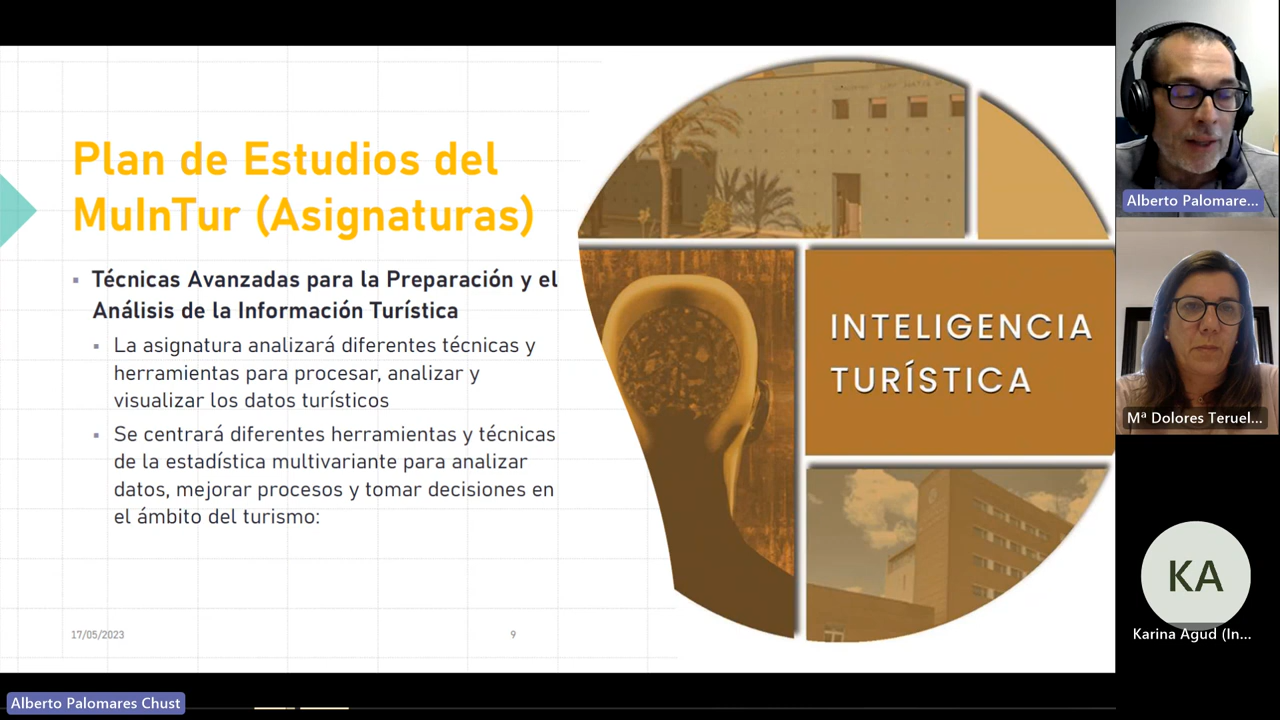 Plan de Estudios del
MuInTur (Asignaturas)
▪ Técnicas Avanzadas para la Preparación y el
Análisis de la Información Turística
▪ La asignatura analizará diferentes técnicas y
herramientas para procesar, analizar y
visualizar los datos turísticos
▪ Se centrará diferentes herramientas y técnicas
de la estadística multivariante para analizar
datos, mejorar procesos y tomar decisiones en
el ámbito del turismo:
17/05/2023
9
INTELIGENCIA
TURÍSTICA
Alberto Palomare...
Mª Dolores Teruel...
KA
Karina Agud (In...
Alberto Palomares Chust